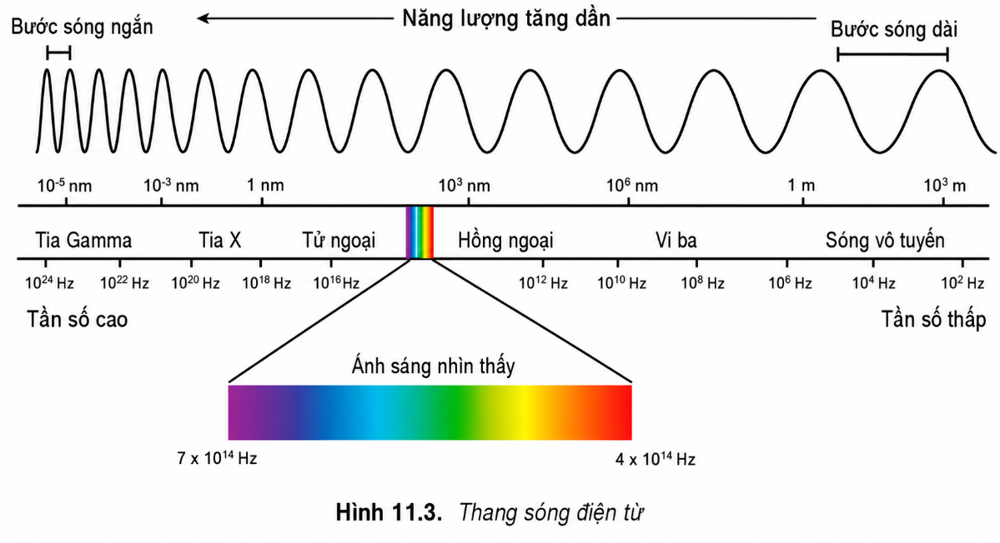 Năng lượng tăng dần
Bước sóng ngắn
Bước sóng dài
10⁻⁵ nm 10⁻³ nm 1 nm 10³ nm 10⁶ nm 1 m 10³ m
Tia Gamma Tia X Tử ngoại Hồng ngoại Vi ba Sóng vô tuyến
10²⁴ Hz 10²² Hz 10²⁰ Hz 10¹⁸ Hz 10¹⁶ Hz 10¹² Hz 10¹⁰ Hz 10⁸ Hz 10⁶ Hz 10⁴ Hz 10² Hz
Tần số cao Tần số thấp
Ánh sáng nhìn thấy
7 x 10¹⁴ Hz 4 x 10¹⁴ Hz
Hình 11.3. Thang sóng điện từ